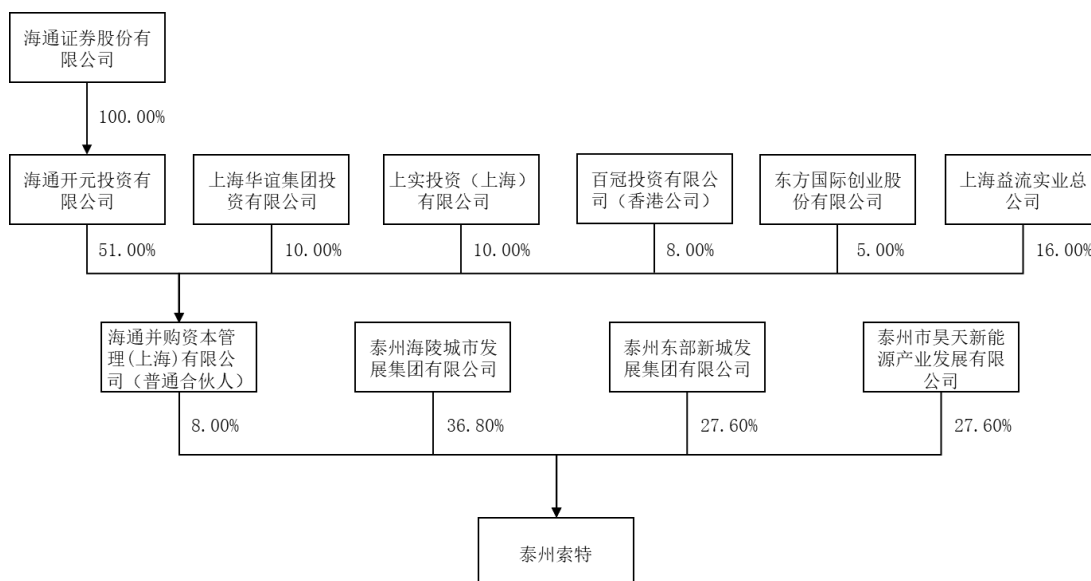 海通证券股份有
限公司
100.00%
海通开元投资有
限公司
上海华谊集团投
资有限公司
上实投资（上海）
有限公司
百冠投资有限公
司（香港公司）
东方国际创业股
份有限公司
上海益流实业总
公司
51.00%
10.00%
10.00%
8.00%
5.00%
16.00%
海通并购资本管
理(上海)有限公
司（普通合伙人）
泰州海陵城市发
展集团有限公司
泰州东部新城发
展集团有限公司
泰州市昊天新能
源产业发展有限
公司
8.00%
36.80%
27.60%
27.60%
泰州索特